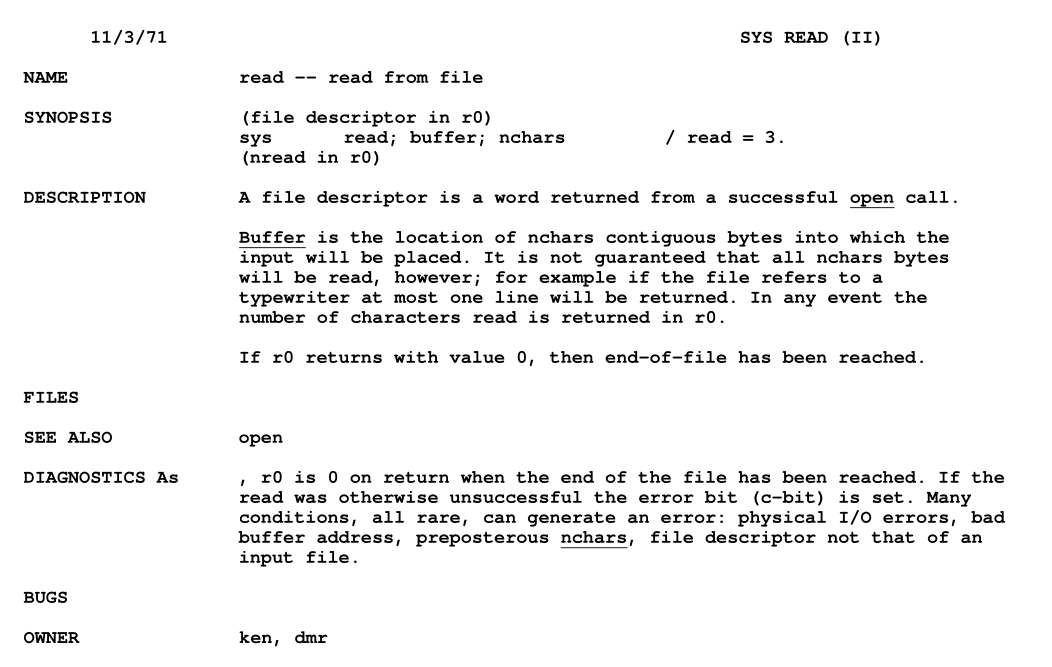 11/3/71 SYS READ (II)
NAME read -- read from file
SYNOPSIS (file descriptor in r0)
sys read; buffer; nchars / read = 3.
(nread in r0)
DESCRIPTION A file descriptor is a word returned from a successful open call.
Buffer is the location of nchars contiguous bytes into which the
input will be placed. It is not guaranteed that all nchars bytes
will be read, however; for example if the file refers to a
typewriter at most one line will be returned. In any event the
number of characters read is returned in r0.
If r0 returns with value 0, then end-of-file has been reached.
FILES
SEE ALSO open
DIAGNOSTICS As , r0 is 0 on return when the end of the file has been reached. If the
read was otherwise unsuccessful the error bit (c-bit) is set. Many
conditions, all rare, can generate an error: physical I/O errors, bad
buffer address, preposterous nchars, file descriptor not that of an
input file.
BUGS
OWNER ken, dmr